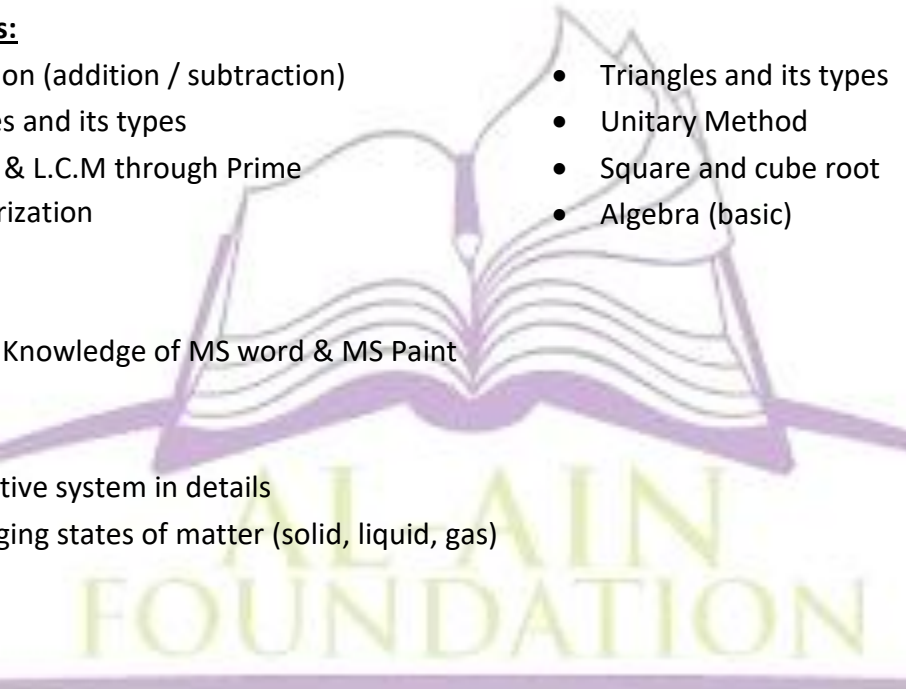 s:
on (addition / subtraction)
es and its types
& L.C.M through Prime
rization
• Triangles and its types
• Unitary Method
• Square and cube root
• Algebra (basic)
Knowledge of MS word & MS Paint
tive system in details
ging states of matter (solid, liquid, gas)
AL-AIN
FOUNDATION